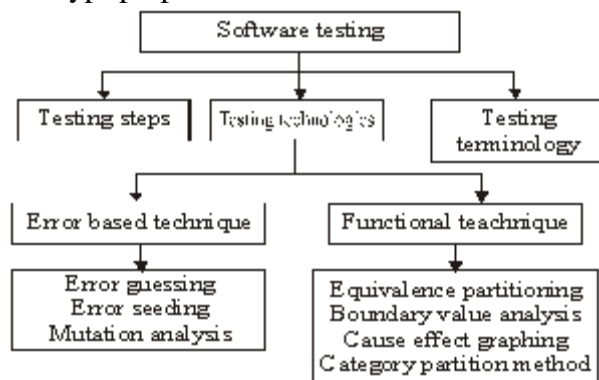 Software testing
Testing steps
Testing technologies
Testing
terminology
Error based technique
Functional teachnique
Error guessing
Error seeding
Mutation analysis
Equivalence partitioning
Boundary value analysis
Cause effect graphing
Category partition method